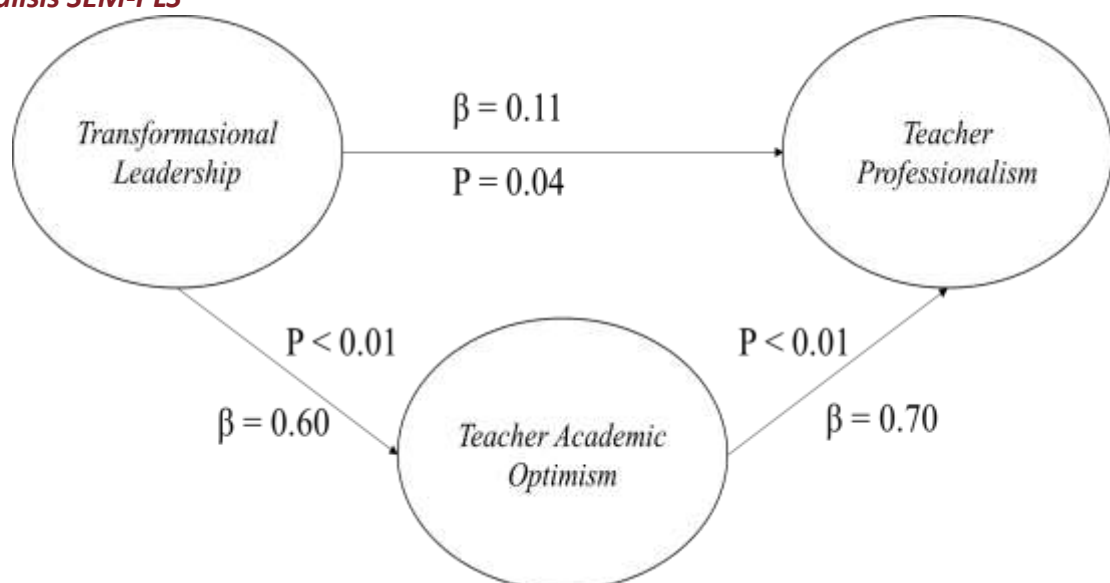 SEM-PLS
β = 0.11
Transformasional
Leadership
Teacher
Professionalism
P = 0.04
P < 0.01
P < 0.01
β = 0.60
β = 0.70
Teacher Academic
Optimism